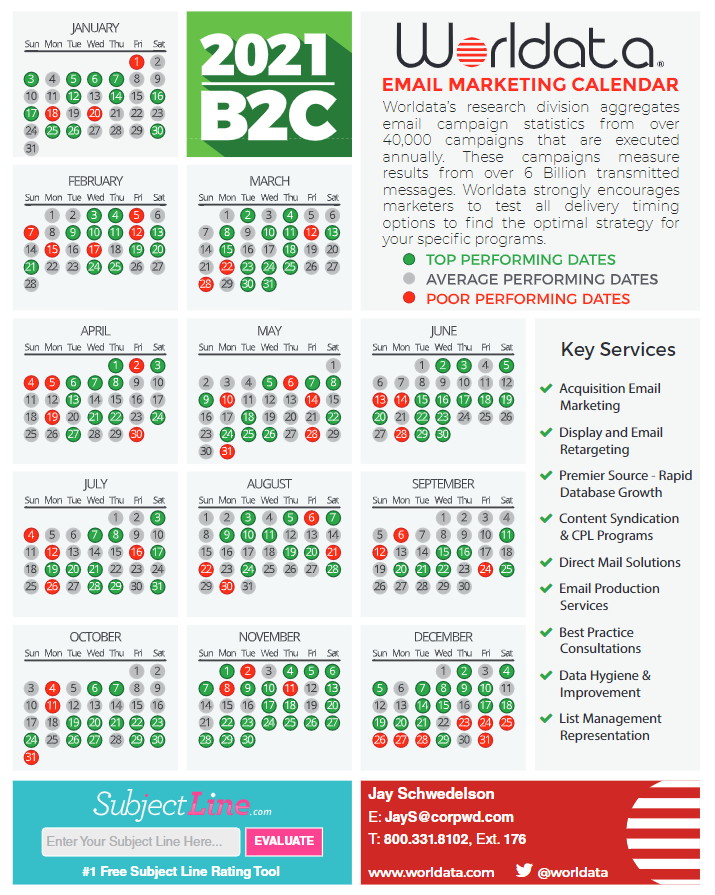 JANUARY
Sun Mon Tue Wed Thu Fri Sat
1 2
3 4 5 6 7 8 9
10 11 12 13 14 15 16
17 18 19 20 21 22 23
24 25 26 27 28 29 30
31
2021
B2C
Worldata®
EMAIL MARKETING CALENDAR
Worldata's research division aggregates
email campaign statistics from over
40,000 campaigns that are executed
annually. These campaigns measure
results from over 6 Billion transmitted
messages. Worldata strongly encourages
marketers to test all delivery timing
options to find the optimal strategy for
your specific programs.
TOP PERFORMING DATES
AVERAGE PERFORMING DATES
POOR PERFORMING DATES
FEBRUARY
Sun Mon Tue Wed Thu Fri Sat
1 2 3 4 5 6
7 8 9 10 11 12 13
14 15 16 17 18 19 20
21 22 23 24 25 26 27
28
MARCH
Sun Mon Tue Wed Thu Fri Sat
1 2 3 4 5 6
7 8 9 10 11 12 13
14 15 16 17 18 19 20
21 22 23 24 25 26 27
28 29 30 31
APRIL
Sun Mon Tue Wed Thu Fri Sat
1 2 3
4 5 6 7 8 9 10
11 12 13 14 15 16 17
18 19 20 21 22 23 24
25 26 27 28 29 30
MAY
Sun Mon Tue Wed Thu Fri Sat
1
2 3 4 5 6 7 8
9 10 11 12 13 14 15
16 17 18 19 20 21 22
23 24 25 26 27 28 29
30 31
JUNE
Sun Mon Tue Wed Thu Fri Sat
1 2 3 4 5
6 7 8 9 10 11 12
13 14 15 16 17 18 19
20 21 22 23 24 25 26
27 28 29 30
JULY
Sun Mon Tue Wed Thu Fri Sat
1 2 3
4 5 6 7 8 9 10
11 12 13 14 15 16 17
18 19 20 21 22 23 24
25 26 27 28 29 30 31
AUGUST
Sun Mon Tue Wed Thu Fri Sat
1 2 3 4 5 6 7
8 9 10 11 12 13 14
15 16 17 18 19 20 21
22 23 24 25 26 27 28
29 30 31
SEPTEMBER
Sun Mon Tue Wed Thu Fri Sat
1 2 3 4
5 6 7 8 9 10 11
12 13 14 15 16 17 18
19 20 21 22 23 24 25
26 27 28 29 30
OCTOBER
Sun Mon Tue Wed Thu Fri Sat
1 2
3 4 5 6 7 8 9
10 11 12 13 14 15 16
17 18 19 20 21 22 23
24 25 26 27 28 29 30
31
NOVEMBER
Sun Mon Tue Wed Thu Fri Sat
1 2 3 4 5 6
7 8 9 10 11 12 13
14 15 16 17 18 19 20
21 22 23 24 25 26 27
28 29 30
DECEMBER
Sun Mon Tue Wed Thu Fri Sat
1 2 3 4
5 6 7 8 9 10 11
12 13 14 15 16 17 18
19 20 21 22 23 24 25
26 27 28 29 30 31
Key Services
Acquisition Email
Marketing
Display and Email
Retargeting
Premier Source - Rapid
Database Growth
Content Syndication
& CPL Programs
Direct Mail Solutions
Email Production
Services
Best Practice
Consultations
Data Hygiene &
Improvement
List Management
Representation
SubjectLine.com
Enter Your Subject Line Here... EVALUATE
#1 Free Subject Line Rating Tool
Jay Schwedelson
E: JayS@corpwd.com
T: 800.331.8102, Ext. 176
www.worldata.com @worldata